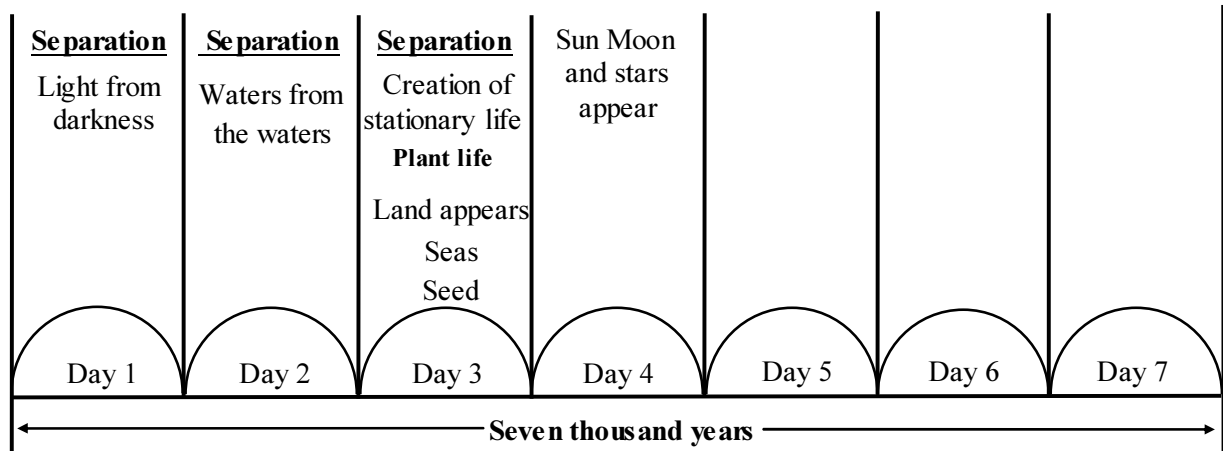 Separation
Light from
darkness
Separation
Waters from
the waters
Separation
Creation of
stationary life
Plant life
Land appears
Seas
Seed
Sun Moon
and stars
appear
Day 1
Day 2
Day 3
Day 4
Day 5
Day 6
Day 7
Seven thousand years